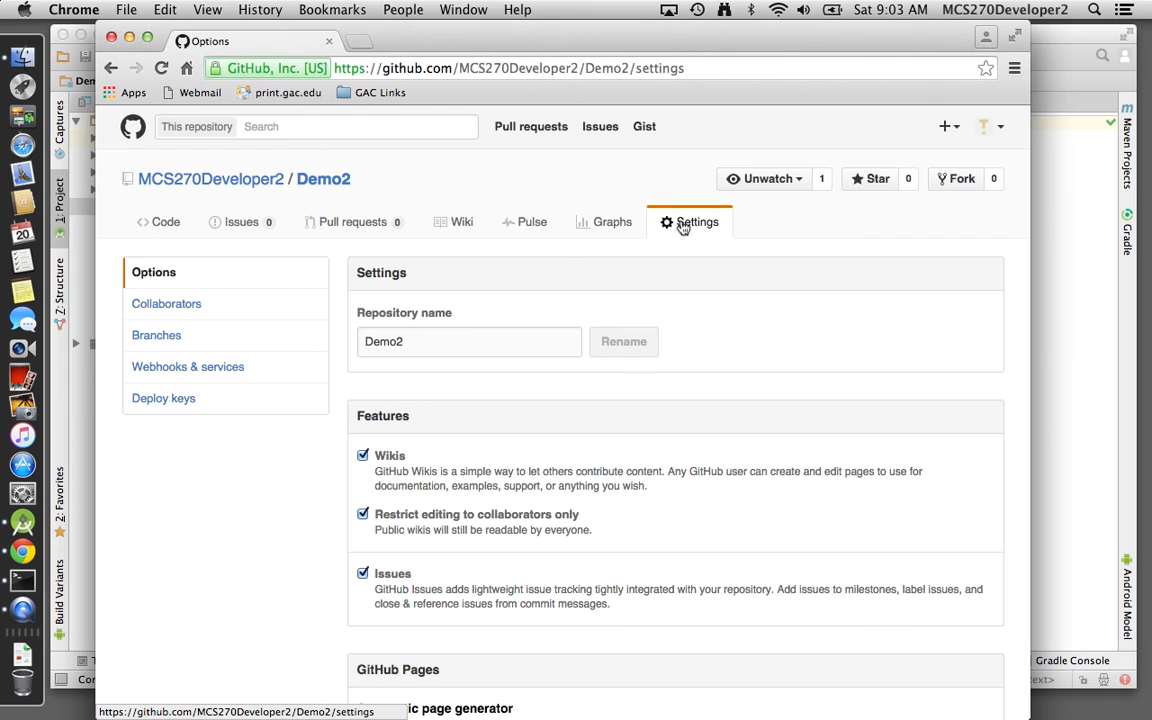 Chrome File Edit View History Bookmarks People Window Help Sat 9:03 AM MCS270Developer2
Options
GitHub, Inc. [US] https://github.com/MCS270Developer2/Demo2/settings
Apps Webmail print.gac.edu GAC Links
This repository Search Pull requests Issues Gist
MCS270Developer2 / Demo2 Unwatch 1 Star 0 Fork 0
Code Issues 0 Pull requests 0 Wiki Pulse Graphs Settings
Options
Collaborators
Branches
Webhooks & services
Deploy keys
Settings
Repository name
Demo2 Rename
Features
Wikis
GitHub Wikis is a simple way to let others contribute content. Any GitHub user can create and edit pages to use for
documentation, examples, support, or anything you wish.
Restrict editing to collaborators only
Public wikis will still be readable by everyone.
Issues
GitHub Issues adds lightweight issue tracking tightly integrated with your repository. Add issues to milestones, label issues, and
close & reference issues from commit messages.
GitHub Pages
ic page generator
https://github.com/MCS270Developer2/Demo2/settings
Captures
1: Project
7: Structure
2: Favorites
Build Variants
Maven Projects
Gradle
Android Model
Gradle Console